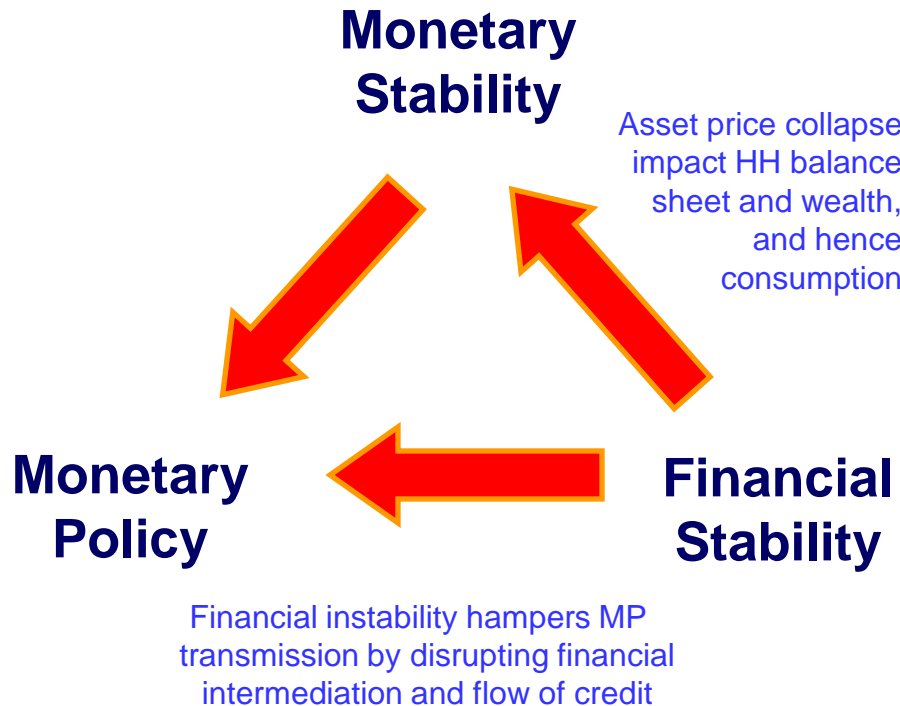 Monetary
Stability
Asset price collapse
impact HH balance
sheet and wealth,
and hence
consumption
Monetary
Policy
Financial
Stability
Financial instability hampers MP
transmission by disrupting financial
intermediation and flow of credit